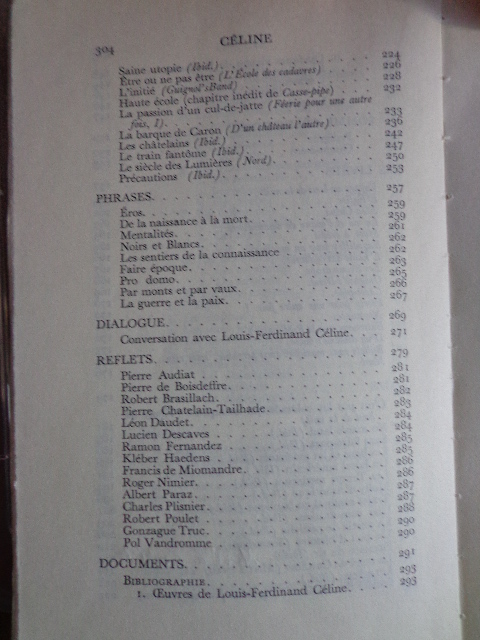 304 CÉLINE
Saine utopie (Ibid.) . . . 224
Être ou ne pas être (L'École des cadavres) 226
L'initié (Guignol's Band) . . . 228
Haute école (chapitre inédit de Casse-pipe) 232
La passion d'un cul-de-jatte (Féerie pour une autre
fois, I) . . . 233
La barque de Caron (D'un château l'autre) . . . 236
Les châtelains (Ibid.) . . . 242
Le train fantôme (Ibid.) . . . 247
Le siècle des Lumières (Nord) . . . 250
Précautions (Ibid.) . . . 253
PHRASES . . . 257
Éros . . . 259
De la naissance à la mort . . . 259
Mentalités . . . 261
Noirs et Blancs . . . 262
Les sentiers de la connaissance . . . 262
Faire époque . . . 263
Pro domo . . . 265
Par monts et par vaux . . . 266
La guerre et la paix . . . 267
DIALOGUE . . . 269
Conversation avec Louis-Ferdinand Céline . . . 271
REFLETS . . . 279
Pierre Audiat . . . 281
Pierre de Boisdeffre . . . 281
Robert Brasillach . . . 282
Pierre Chatelain-Tailhade . . . 283
Léon Daudet . . . 284
Lucien Descaves . . . 284
Ramon Fernandez . . . 285
Kléber Haedens . . . 285
Francis de Miomandre . . . 286
Roger Nimier . . . 286
Albert Paraz . . . 287
Charles Plisnier . . . 287
Robert Poulet . . . 288
Gonzague Truc . . . 290
Pol Vandromme . . . 290
DOCUMENTS . . . 291
BIBLIOGRAPHIE . . . 293
1. Œuvres de Louis-Ferdinand Céline . . . 293